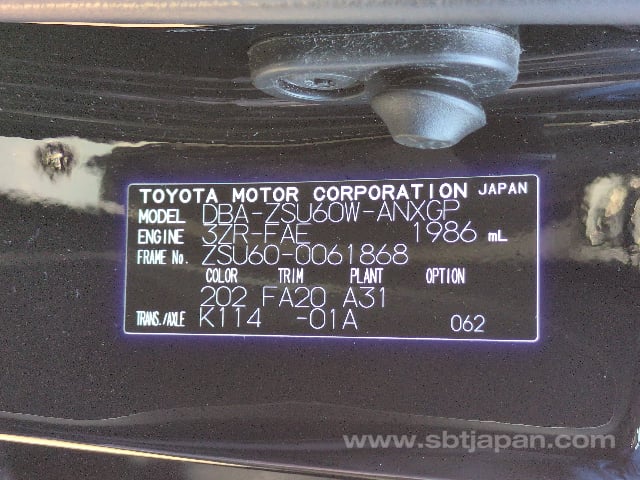 TOYOTA MOTOR CORPORATION JAPAN
MODEL DBA-ZSU60W-ANXGP
ENGINE 3ZR-FAE 1986 mL
FRAME No. ZSU60-0061868
COLOR TRIM PLANT OPTION
202 FA20 A31
TRANS./AXLE K114 -01A 062
www.sbtjapan.com